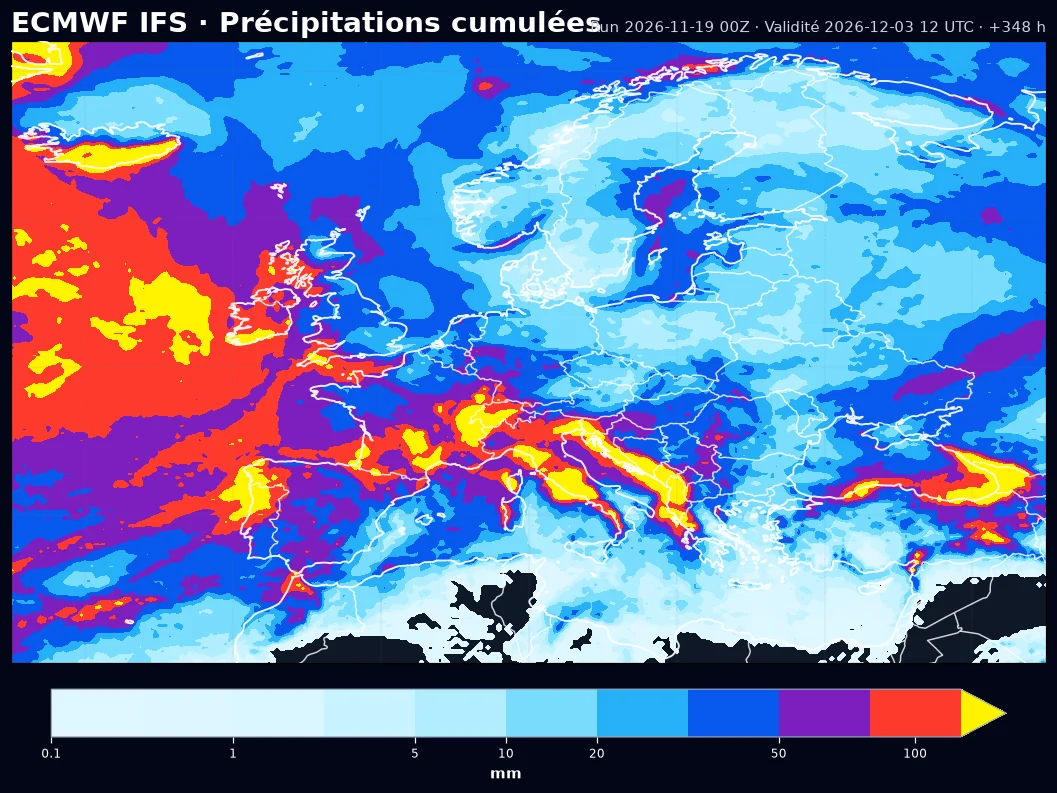 ECMWF IFS · Précipitations cumulées
Run 2026-11-19 00Z · Validité 2026-12-03 12 UTC · +348 h
0.1 1 5 10 20 50 100
mm